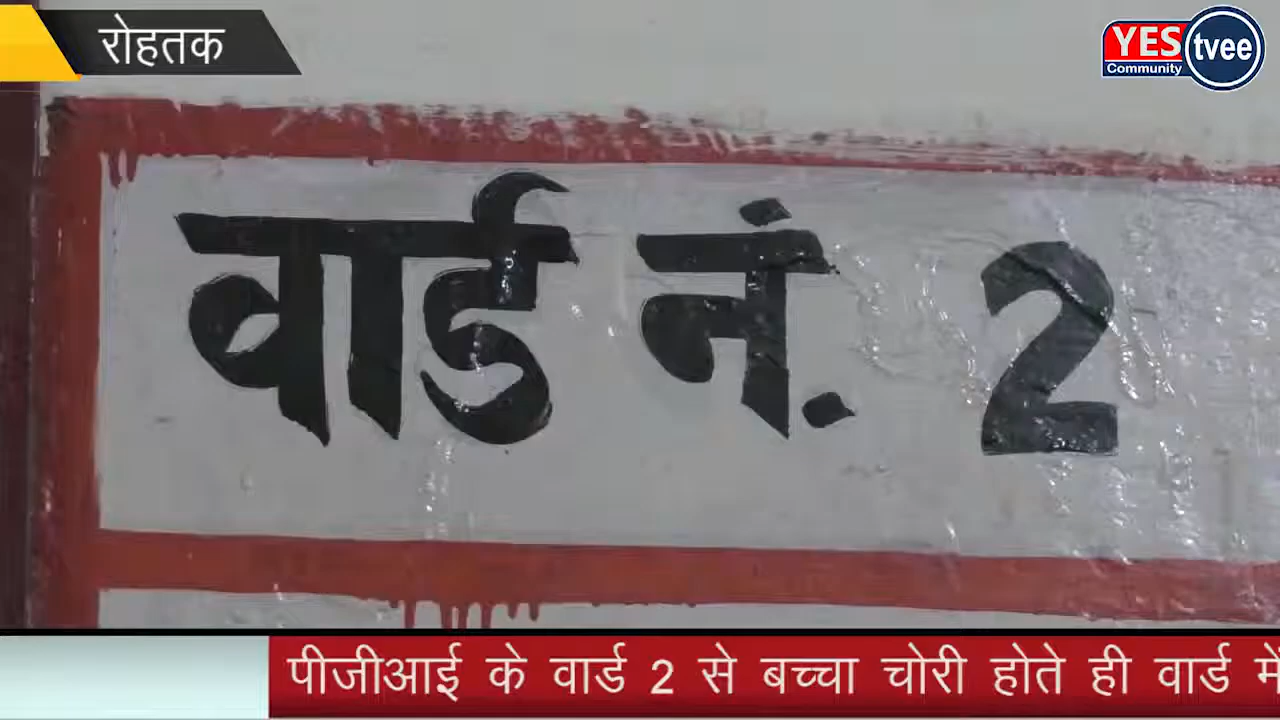 रोहतक
YES tvee
Community
वार्ड नं. 2
पीजीआई के वार्ड 2 से बच्चा चोरी होते ही वार्ड में